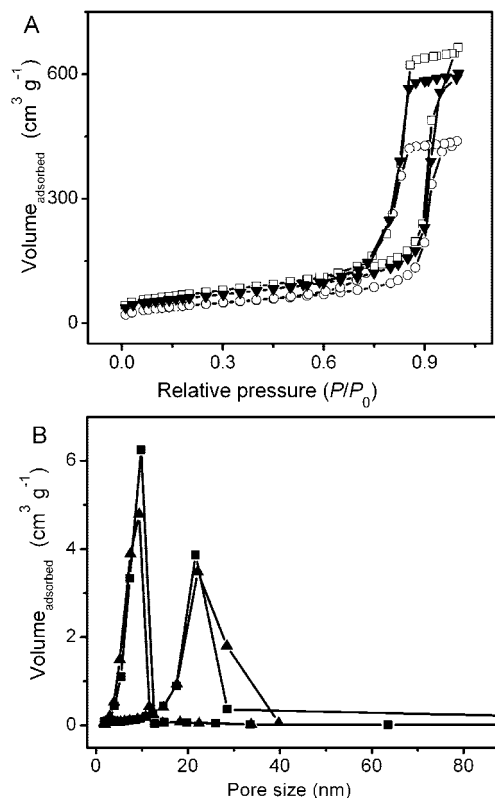 A
Volume adsorbed (cm³ g⁻¹)
600
300
0
0.0 0.3 0.6 0.9
Relative pressure (P/P₀)
B
Volume adsorbed (cm³ g⁻¹)
6
4
2
0
0 20 40 60 80
Pore size (nm)